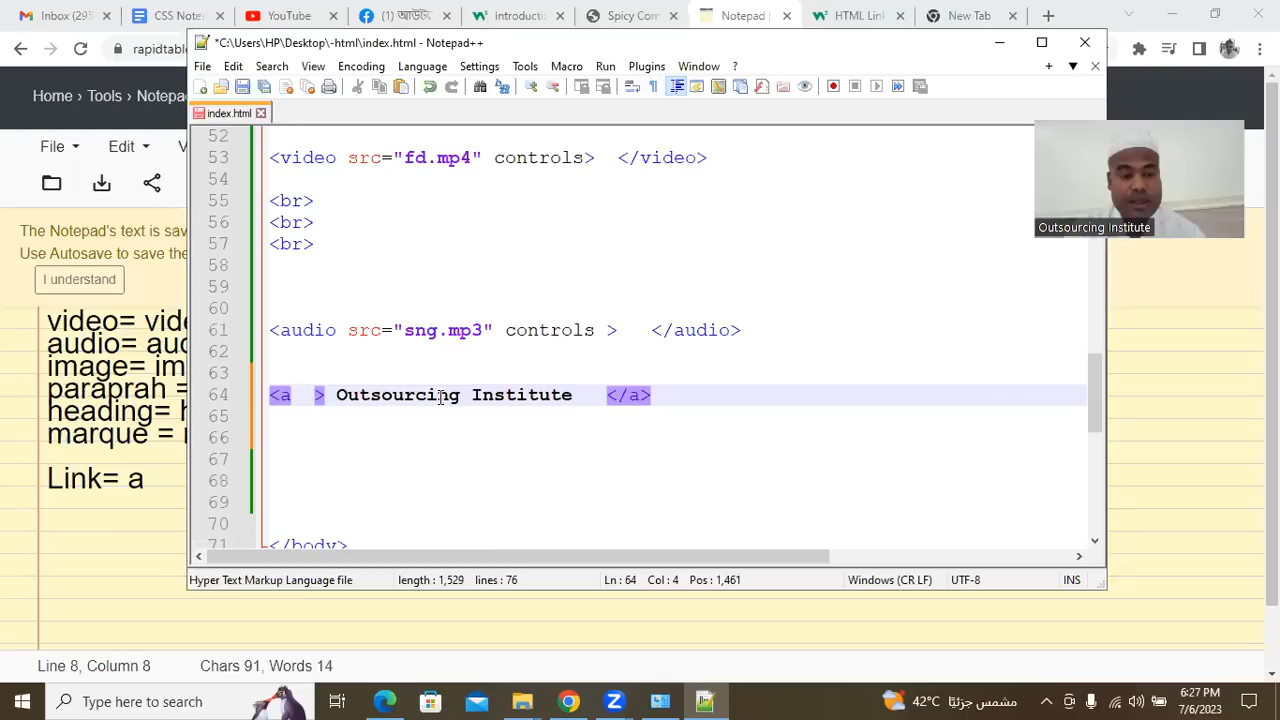 Inbox (295
CSS Notes
YouTube
Introducti
Spicy Com
Notepad
HTML Link
New Tab
rapidtable
*C:\Users\HP\Desktop\-html\index.html - Notepad++
File Edit Search View Encoding Language Settings Tools Macro Run Plugins Window ?
Home › Tools › Notepa
index.html
File Edit
52
53 <video src="fd.mp4" controls> </video>
54
55 <br>
56 <br>
57 <br>
58
59
60
61 <audio src="sng.mp3" controls > </audio>
62
63
64 <a > Outsourcing Institute </a>
65
66
67
68
69
70 </body>
71
Outsourcing Institute
The Notepad's text is sav
Use Autosave to save the
I understand
video= vide
audio= aud
image= im
paraprah =
heading= h
marque =
Link= a
Hyper Text Markup Language file length : 1,529 lines : 76 Ln : 64 Col : 4 Pos : 1,461 Windows (CR LF) UTF-8 INS
Line 8, Column 8 Chars 91, Words 14
Type here to search
42°C مشمس جزئيًا
6:27 PM
7/6/2023